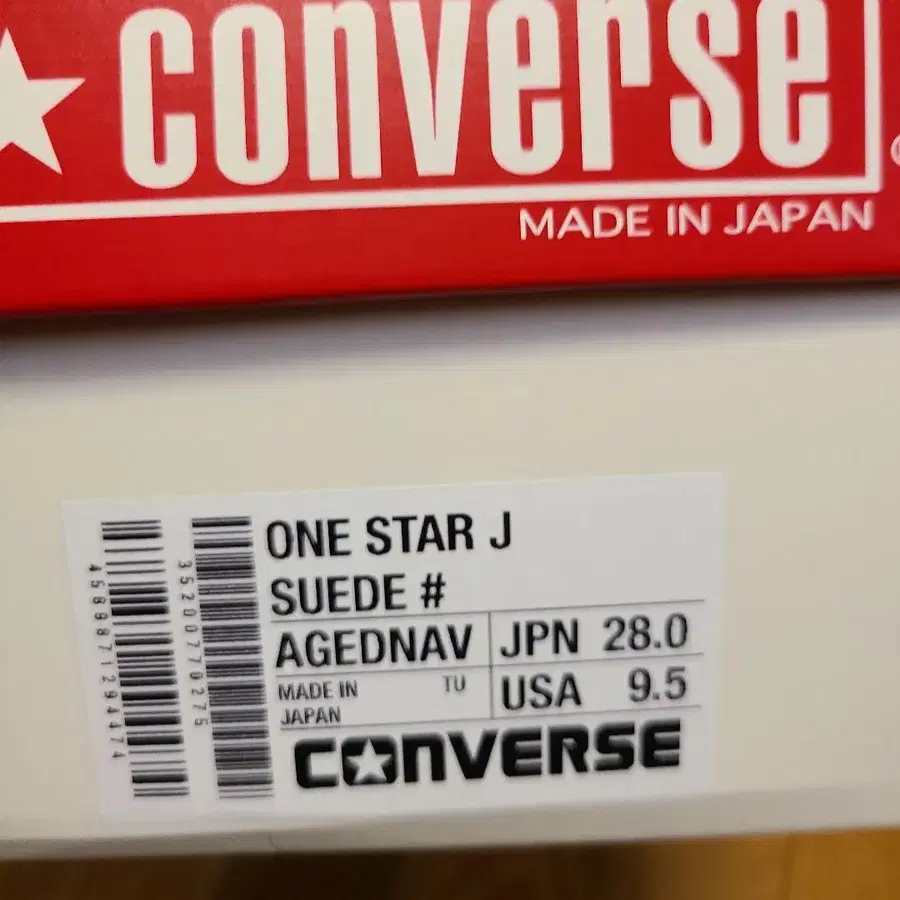 converse
MADE IN JAPAN
ONE STAR J
SUEDE #
AGEDNAV
JPN 28.0
MADE IN TU
JAPAN
USA 9.5
CONVERSE
35200770275